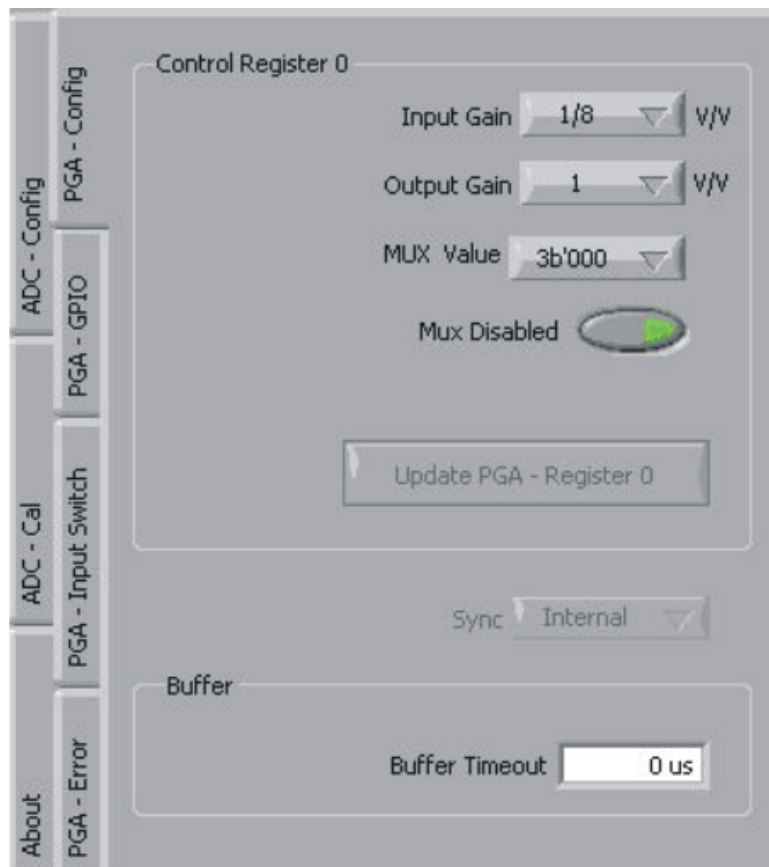 ADC - Config
ADC - Cal
About
PGA - Config
PGA - GPIO
PGA - Input Switch
PGA - Error
Control Register 0
Input Gain 1/8 V/V
Output Gain 1 V/V
MUX Value 3b'000
Mux Disabled
Update PGA - Register 0
Sync Internal
Buffer
Buffer Timeout 0 us